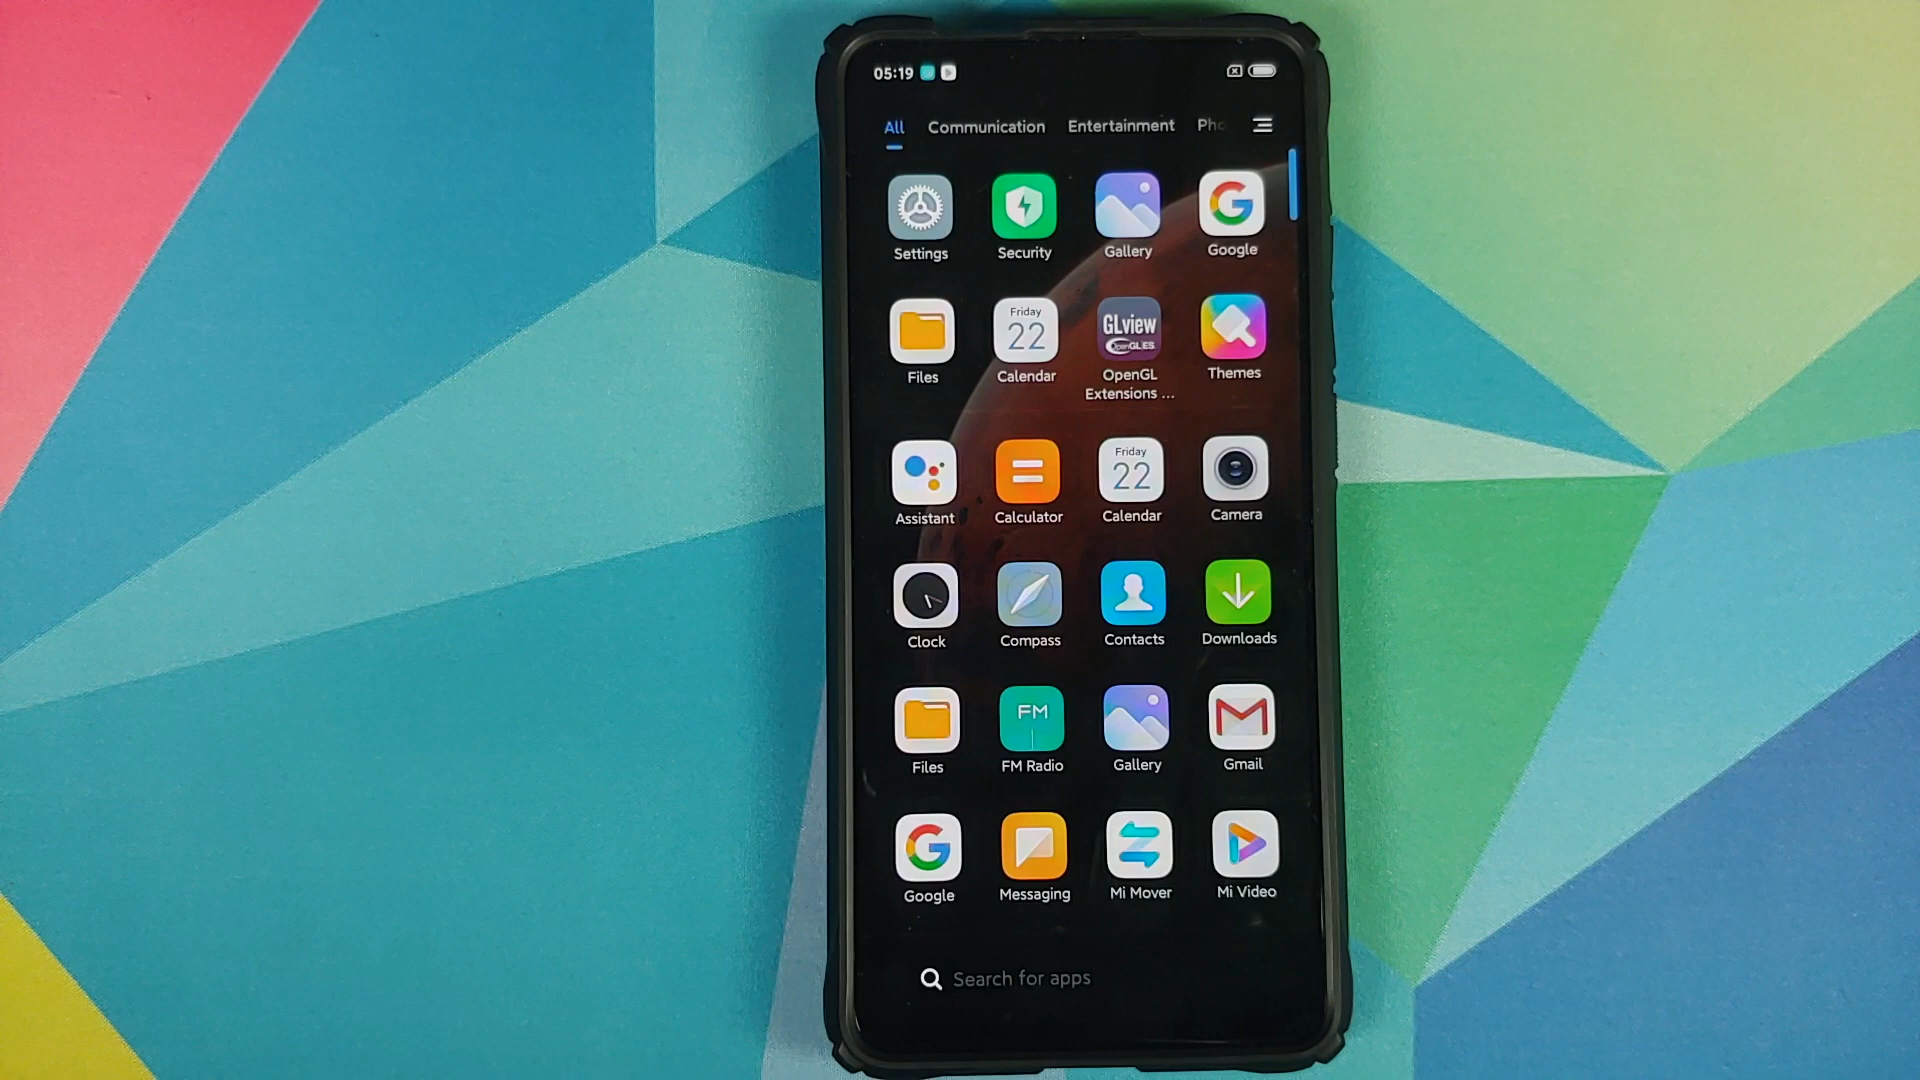 05:19
All Communication Entertainment Pho
Settings Security Gallery Google
Friday
22
GLview
OpenGL|ES
Files Calendar OpenGL Extensions ... Themes
Friday
22
Assistant Calculator Calendar Camera
Clock Compass Contacts Downloads
FM
Files FM Radio Gallery Gmail
Google Messaging Mi Mover Mi Video
Search for apps